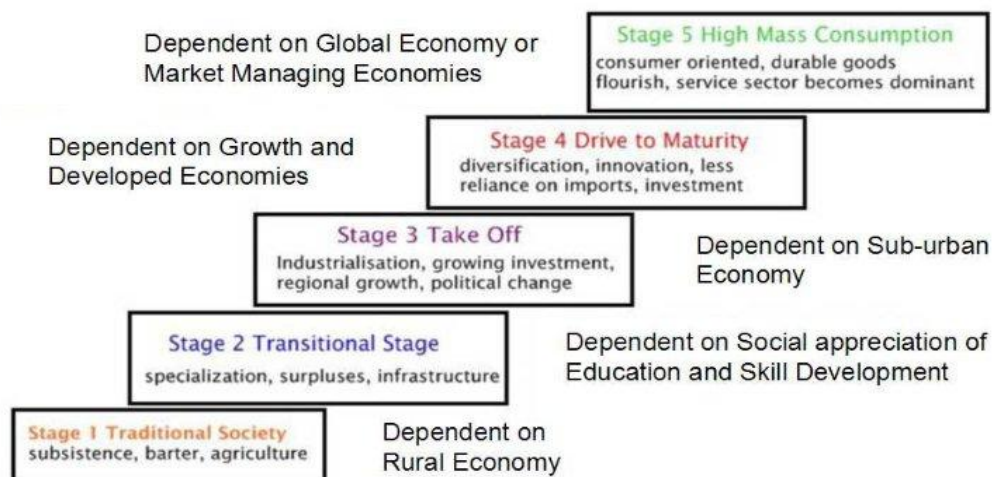 Dependent on Global Economy or
Market Managing Economies
Stage 5 High Mass Consumption
consumer oriented, durable goods
flourish, service sector becomes dominant
Dependent on Growth and
Developed Economies
Stage 4 Drive to Maturity
diversification, innovation, less
reliance on imports, investment
Stage 3 Take Off
Industrialisation, growing investment,
regional growth, political change
Dependent on Sub-urban
Economy
Stage 2 Transitional Stage
specialization, surpluses, infrastructure
Dependent on Social appreciation of
Education and Skill Development
Stage 1 Traditional Society
subsistence, barter, agriculture
Dependent on
Rural Economy